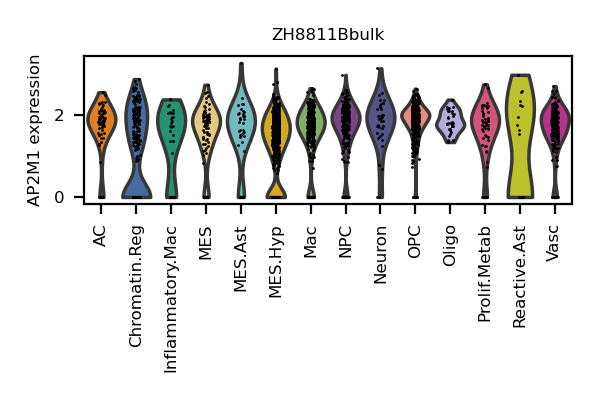 ZH8811Bbulk
AP2M1 expression
2
0
AC
Chromatin.Reg
Inflammatory.Mac
MES
MES.Ast
MES.Hyp
Mac
NPC
Neuron
OPC
Oligo
Prolif.Metab
Reactive.Ast
Vasc